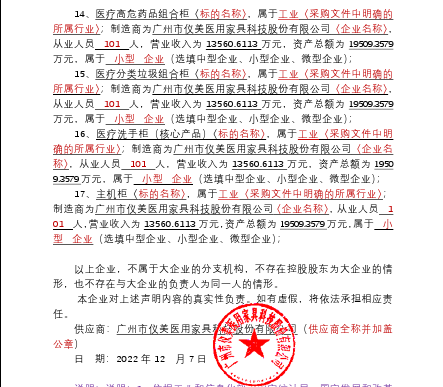 14、医疗高危药品组合柜（标的名称），属于工业（采购文件中明确的
所属行业）；制造商为广州市仪美医用家具科技股份有限公司（企业名称），
从业人员 101 人，营业收入为 13560.6113 万元，资产总额为 19509.3579
万元，属于 小型 企业（选填中型企业、小型企业、微型企业）；
15、医疗分类垃圾组合柜（标的名称），属于工业（采购文件中明确的
所属行业）；制造商为广州市仪美医用家具科技股份有限公司（企业名称），
从业人员 101 人，营业收入为 13560.6113 万元，资产总额为 19509.3579
万元，属于 小型 企业（选填中型企业、小型企业、微型企业）；
16、医疗洗手柜（核心产品）（标的名称），属于工业（采购文件中明
确的所属行业）；制造商为广州市仪美医用家具科技股份有限公司（企业名
称），从业人员 101 人，营业收入为 13560.6113 万元，资产总额为 1950
9.3579 万元，属于 小型 企业（选填中型企业、小型企业、微型企业）；
17、主机柜（标的名称），属于工业（采购文件中明确的所属行业）；
制造商为广州市仪美医用家具科技股份有限公司（企业名称），从业人员 1
01 人，营业收入为 13560.6113 万元，资产总额为 19509.3579 万元，属于 小
型 企业（选填中型企业、小型企业、微型企业）；
以上企业，不属于大企业的分支机构，不存在控股股东为大企业的情
形，也不存在与大企业的负责人为同一人的情形。
本企业对上述声明内容的真实性负责。如有虚假，将依法承担相应责
任。
供应商：广州市仪美医用家具科技股份有限公司（供应商全称并加盖
公章）
日 期：2022 年 12 月 7 日